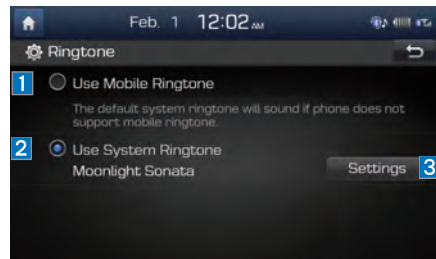 Feb. 1 12:02 AM
Ringtone
1 Use Mobile Ringtone
The default system ringtone will sound if phone does not
support mobile ringtone.
2 Use System Ringtone
Moonlight Sonata Settings 3